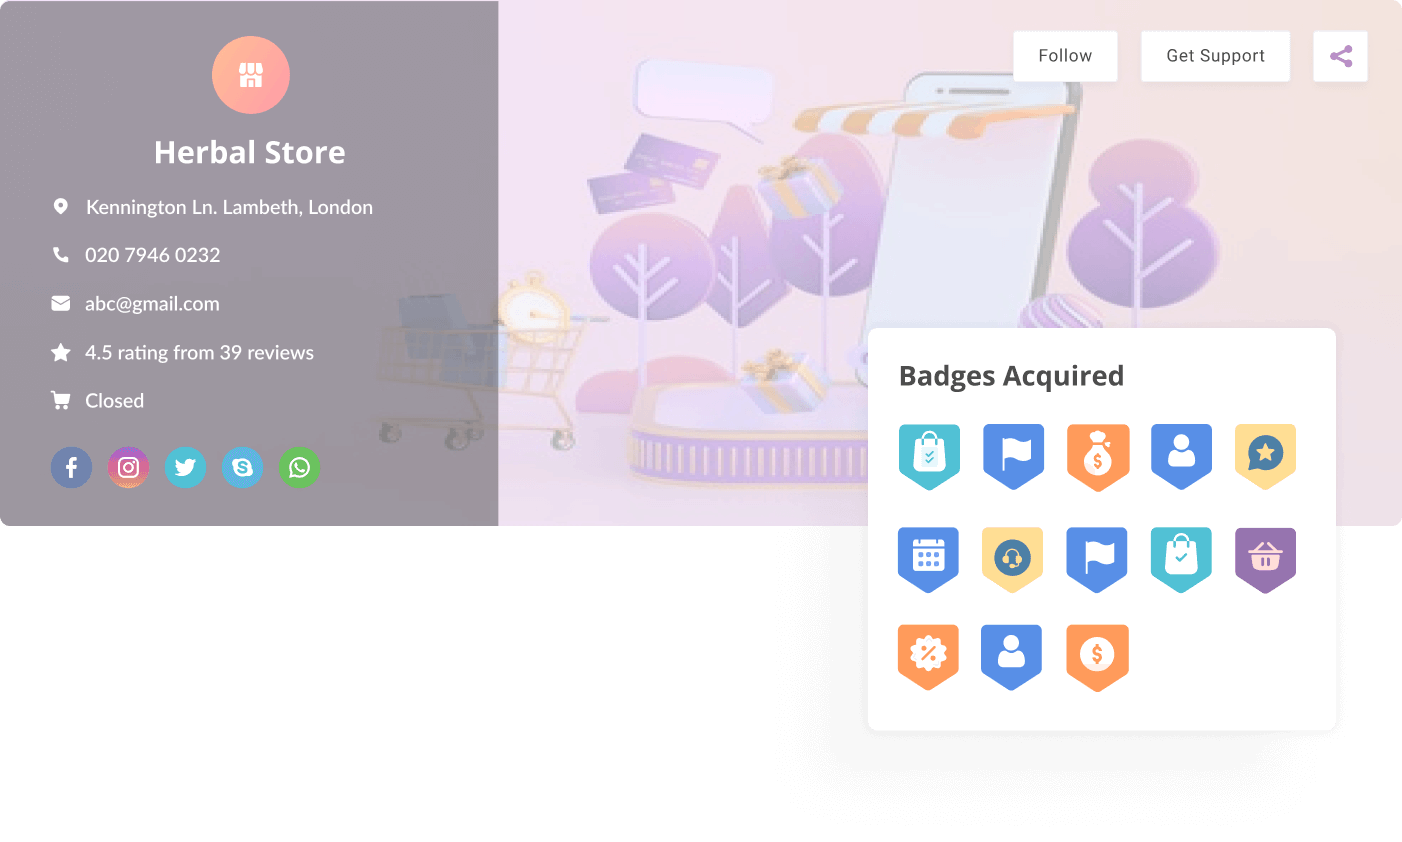 Follow
Get Support
Herbal Store
Kennington Ln. Lambeth, London
020 7946 0232
abc@gmail.com
4.5 rating from 39 reviews
Closed
Badges Acquired